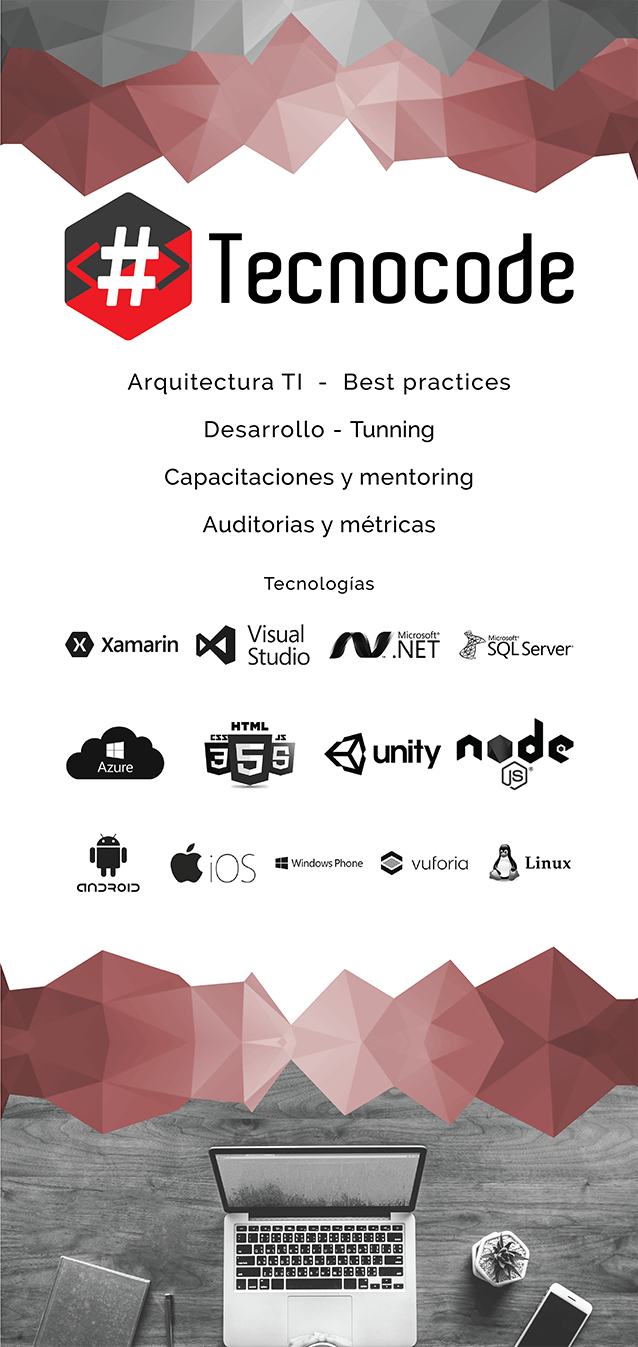 # Tecnocode
Arquitectura TI - Best practices
Desarrollo - Tunning
Capacitaciones y mentoring
Auditorias y métricas
Tecnologías
Xamarin
Visual
Studio
Microsoft®
.NET
Microsoft®
SQL Server®
Azure
HTML
CSS JS
3 5 S
unity
node
JS®
android
iOS
Windows Phone
vuforia
Linux